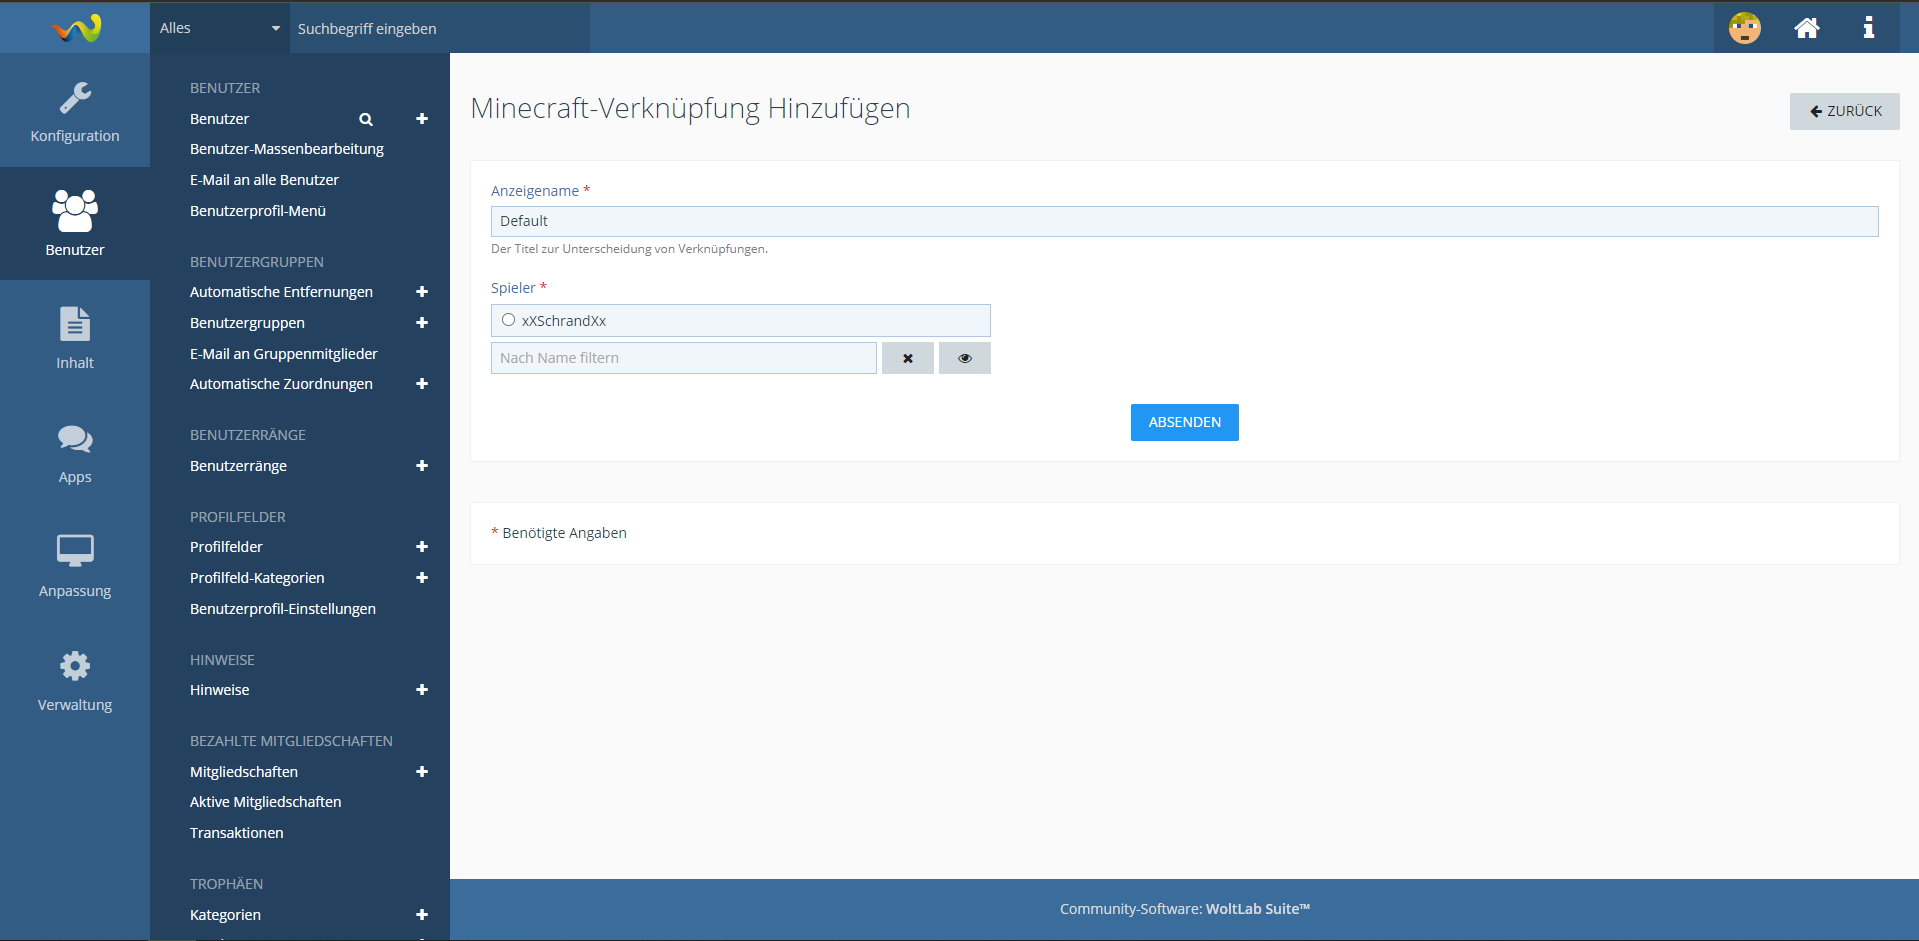 Alles
Suchbegriff eingeben
Konfiguration
Benutzer
Inhalt
Apps
Anpassung
Verwaltung
BENUTZER
Benutzer
Benutzer-Massenbearbeitung
E-Mail an alle Benutzer
Benutzerprofil-Menü
BENUTZERGRUPPEN
Automatische Entfernungen
Benutzergruppen
E-Mail an Gruppenmitglieder
Automatische Zuordnungen
BENUTZERRÄNGE
Benutzerränge
PROFILFELDER
Profilfelder
Profilfeld-Kategorien
Benutzerprofil-Einstellungen
HINWEISE
Hinweise
BEZAHLTE MITGLIEDSCHAFTEN
Mitgliedschaften
Aktive Mitgliedschaften
Transaktionen
TROPHÄEN
Kategorien
Minecraft-Verknüpfung Hinzufügen
ZURÜCK
Anzeigename *
Default
Der Titel zur Unterscheidung von Verknüpfungen.
Spieler *
xXSchrandXx
Nach Name filtern
ABSENDEN
* Benötigte Angaben
Community-Software: WoltLab Suite™